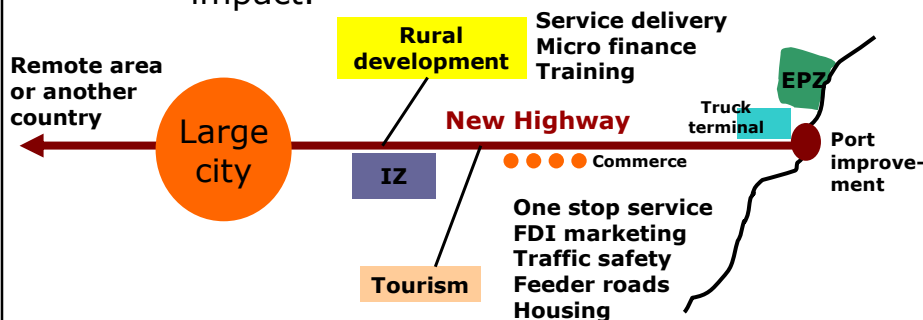 impact.
Service delivery
Micro finance
Training
Rural
development
Remote area
or another
country
EPZ
Truck
terminal
New Highway
Large
city
Port
improve-
ment
Commerce
IZ
One stop service
FDI marketing
Traffic safety
Feeder roads
Housing
Tourism